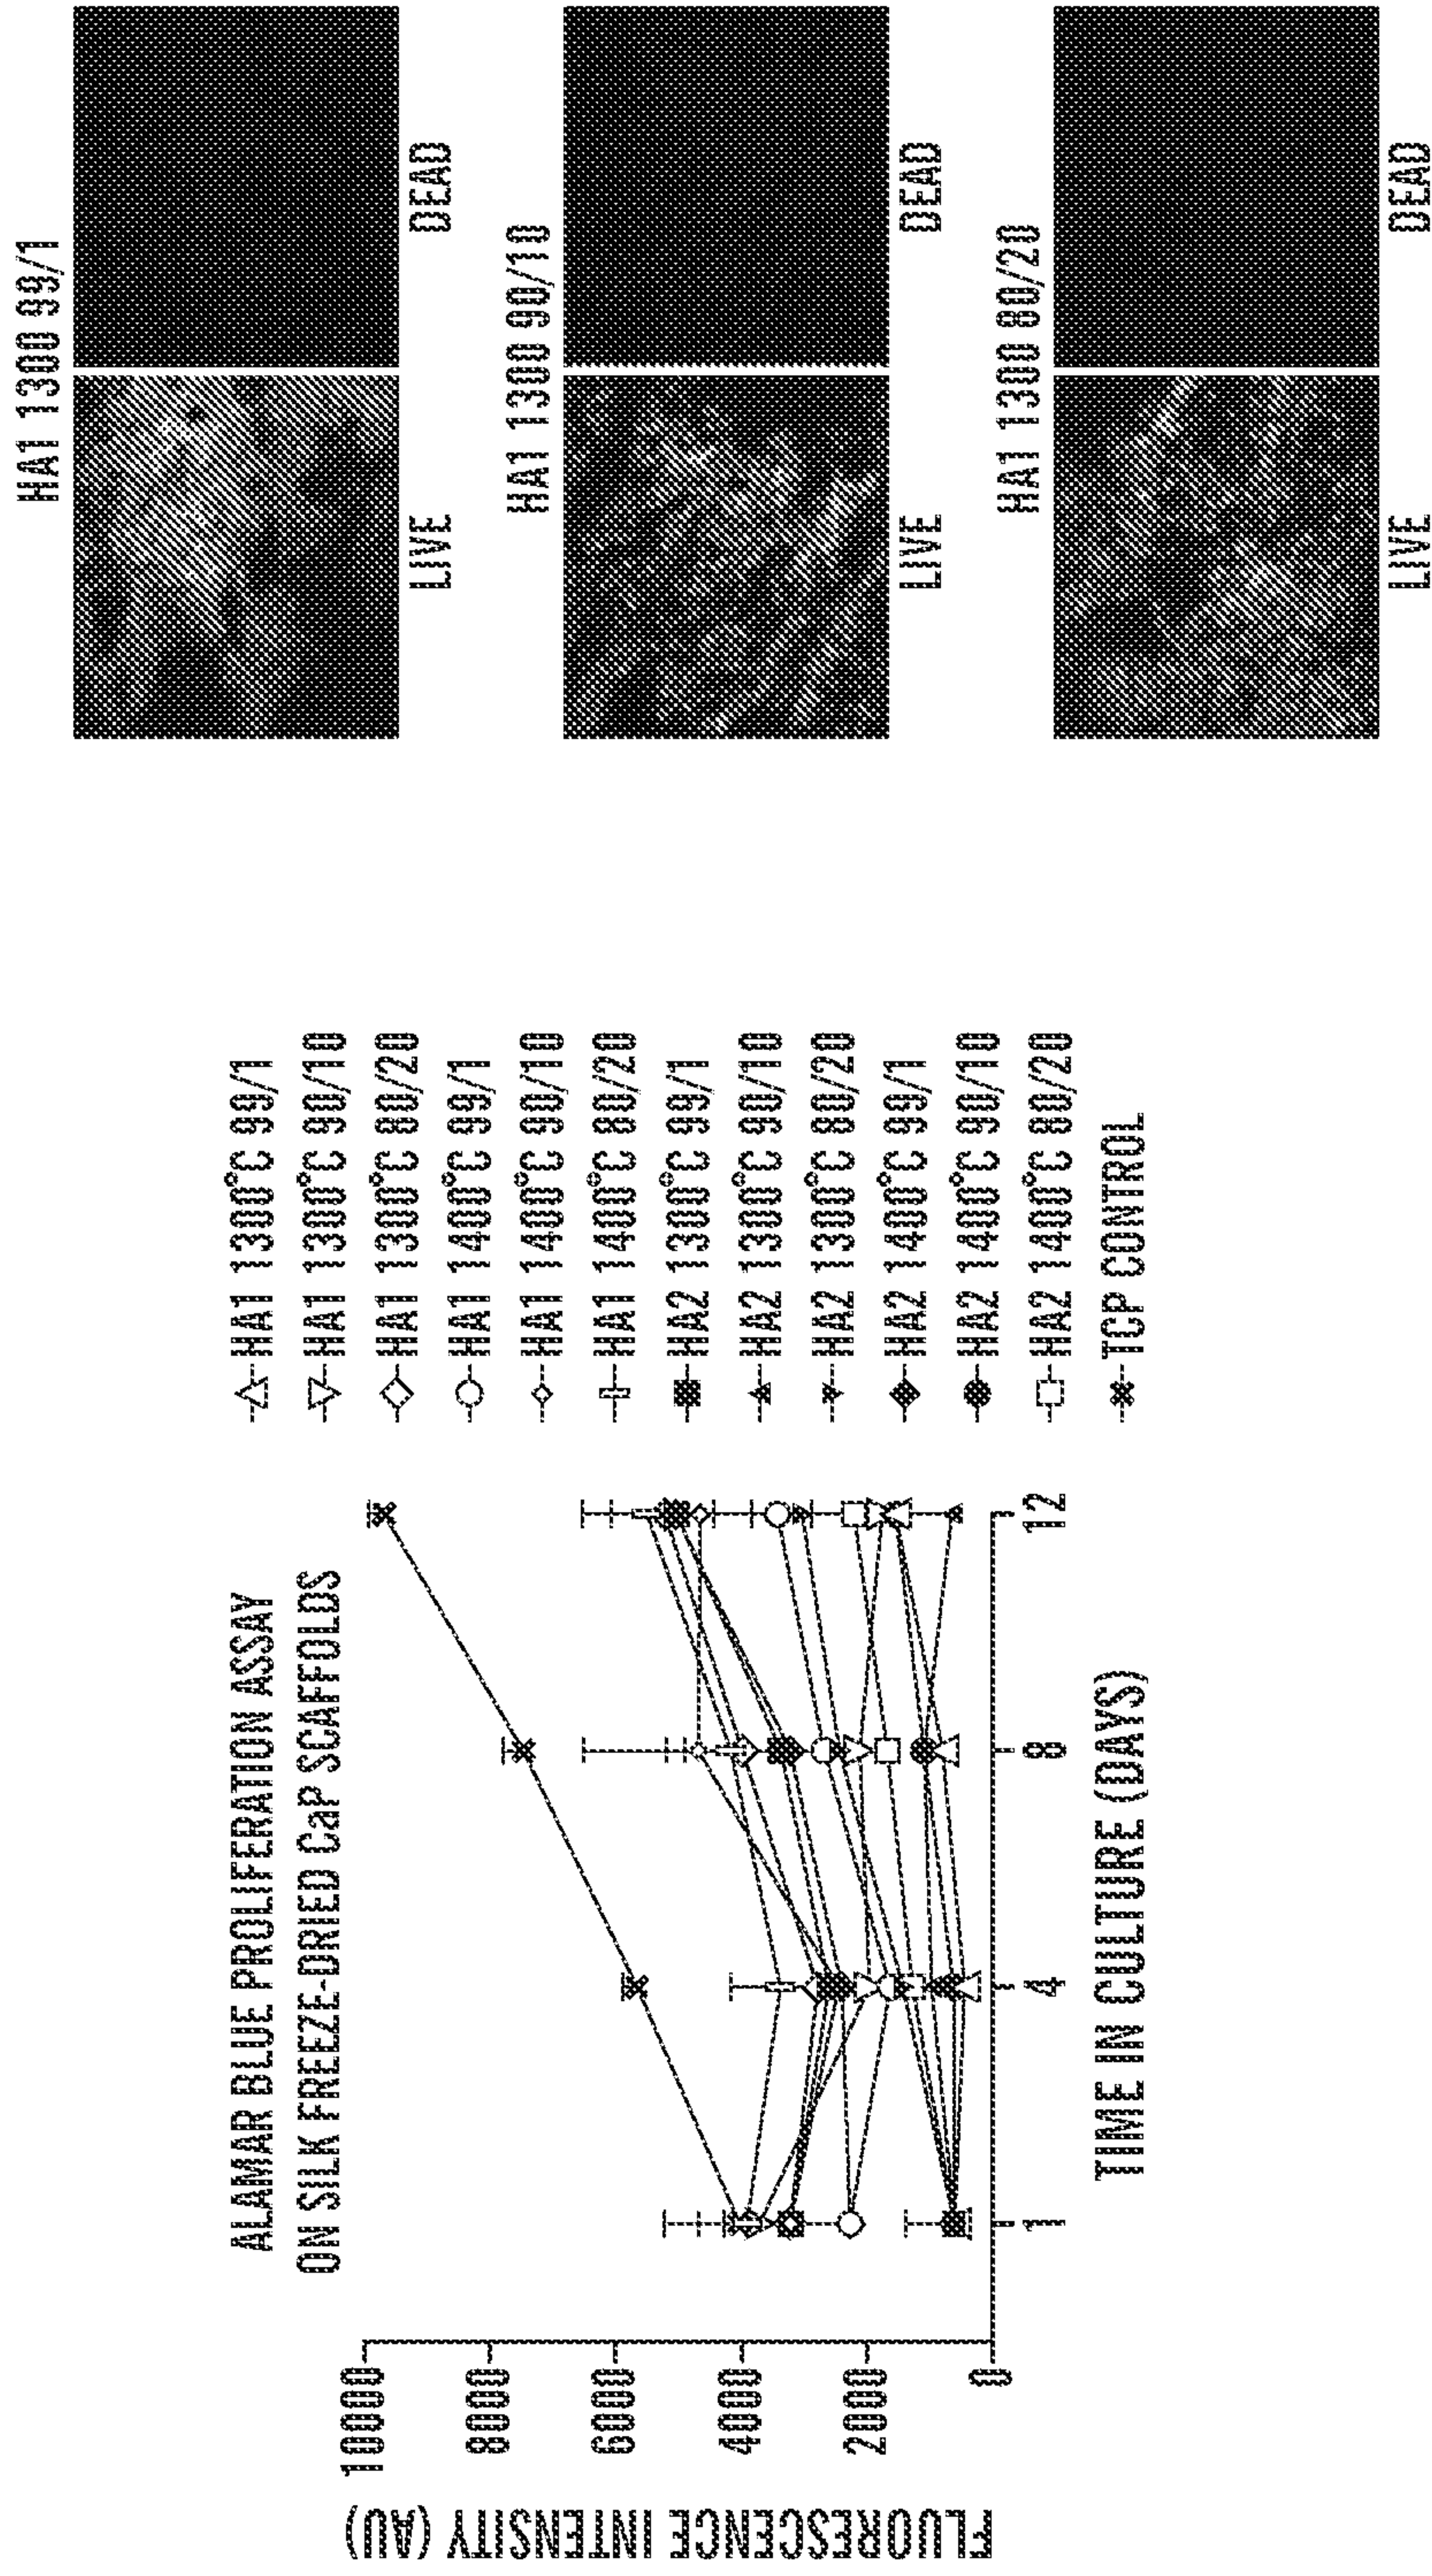 ALAMAR BLUE PROLIFERATION ASSAY
ON SILK FREEZE-DRIED CaP SCAFFOLDS
FLUORESCENCE INTENSITY (AU)
10000
8000
6000
4000
2000
0
1
4
8
12
TIME IN CULTURE (DAYS)
HA1 1300°C 99/1
HA1 1300°C 90/10
HA1 1300°C 80/20
HA1 1400°C 99/1
HA1 1400°C 90/10
HA1 1400°C 80/20
HA2 1300°C 99/1
HA2 1300°C 90/10
HA2 1300°C 80/20
HA2 1400°C 99/1
HA2 1400°C 90/10
HA2 1400°C 80/20
TCP CONTROL
HA1 1300 99/1
LIVE
DEAD
HA1 1300 90/10
LIVE
DEAD
HA1 1300 80/20
LIVE
DEAD